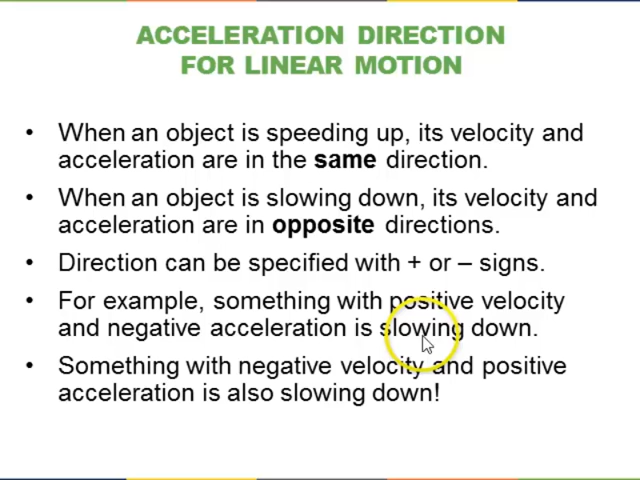 ACCELERATION DIRECTION
FOR LINEAR MOTION
• When an object is speeding up, its velocity and
acceleration are in the same direction.
• When an object is slowing down, its velocity and
acceleration are in opposite directions.
• Direction can be specified with + or – signs.
• For example, something with positive velocity
and negative acceleration is slowing down.
• Something with negative velocity and positive
acceleration is also slowing down!